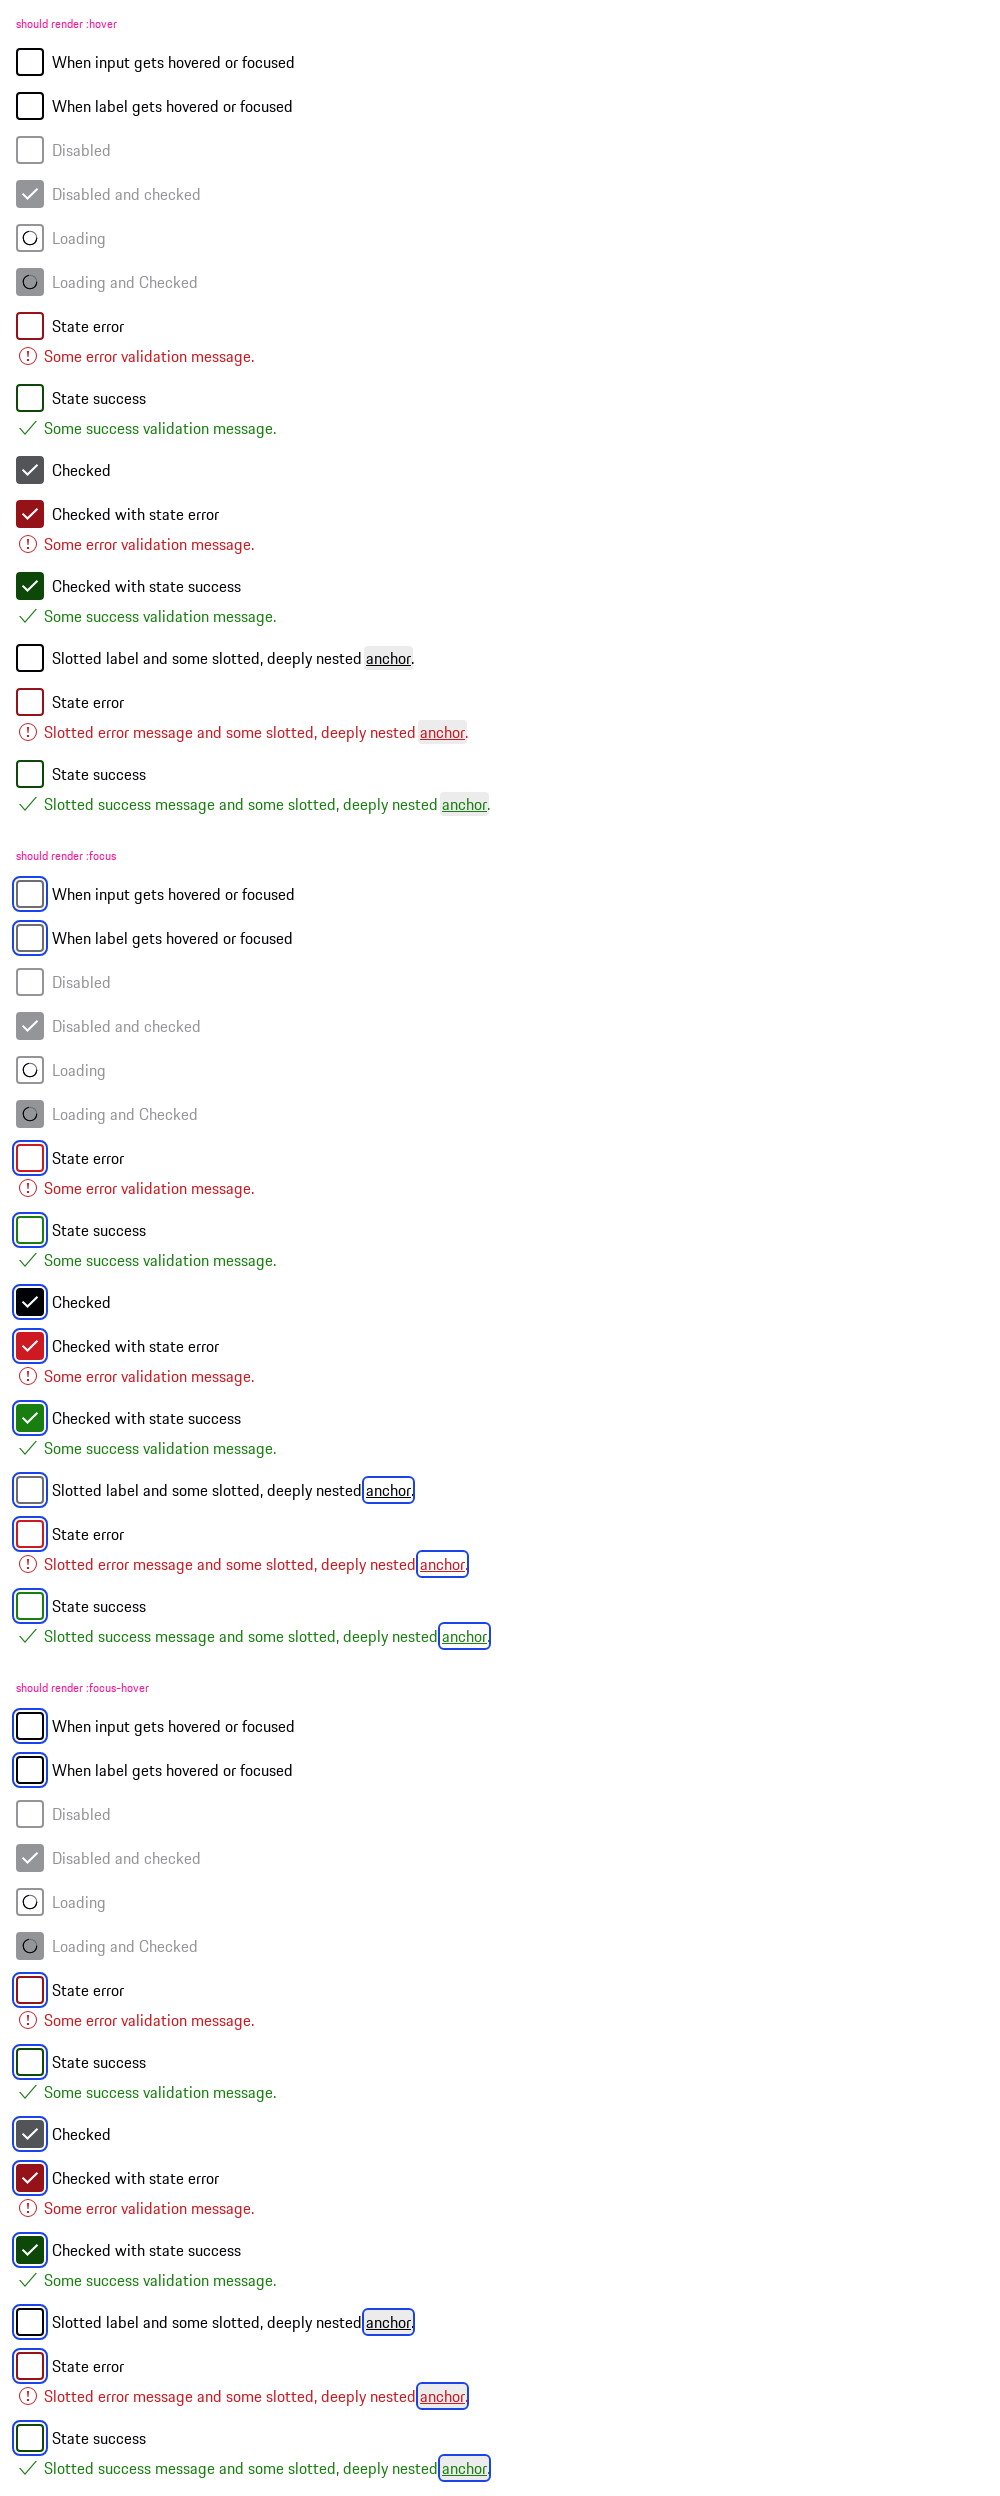 should render :hover
When input gets hovered or focused
When label gets hovered or focused
Disabled
Disabled and checked
Loading
Loading and Checked
State error
Some error validation message.
State success
Some success validation message.
Checked
Checked with state error
Some error validation message.
Checked with state success
Some success validation message.
Slotted label and some slotted, deeply nested anchor.
State error
Slotted error message and some slotted, deeply nested anchor.
State success
Slotted success message and some slotted, deeply nested anchor.
should render :focus
When input gets hovered or focused
When label gets hovered or focused
Disabled
Disabled and checked
Loading
Loading and Checked
State error
Some error validation message.
State success
Some success validation message.
Checked
Checked with state error
Some error validation message.
Checked with state success
Some success validation message.
Slotted label and some slotted, deeply nested anchor.
State error
Slotted error message and some slotted, deeply nested anchor.
State success
Slotted success message and some slotted, deeply nested anchor.
should render :focus-hover
When input gets hovered or focused
When label gets hovered or focused
Disabled
Disabled and checked
Loading
Loading and Checked
State error
Some error validation message.
State success
Some success validation message.
Checked
Checked with state error
Some error validation message.
Checked with state success
Some success validation message.
Slotted label and some slotted, deeply nested anchor.
State error
Slotted error message and some slotted, deeply nested anchor.
State success
Slotted success message and some slotted, deeply nested anchor.